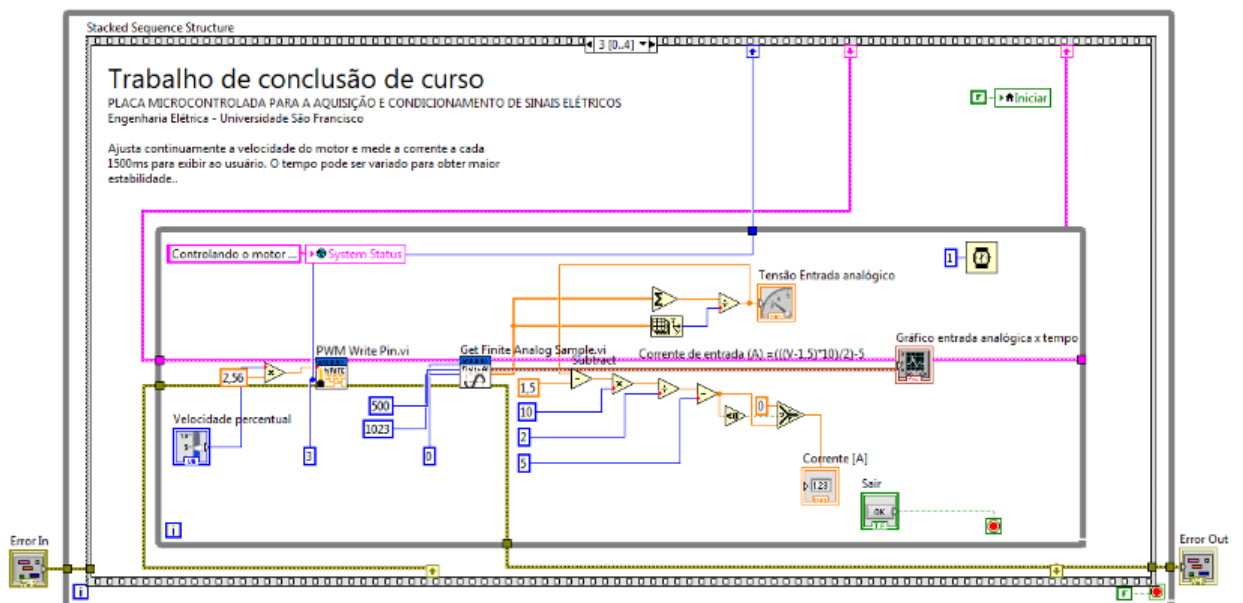 Stacked Sequence Structure
3 [0..4]
Trabalho de conclusão de curso
PLACA MICROCONTROLADA PARA A AQUISIÇÃO E CONDICIONAMENTO DE SINAIS ELÉTRICOS
Engenharia Elétrica - Universidade São Francisco
F
Iniciar
Ajusta continuamente a velocidade do motor e mede a corrente a cada
1500ms para exibir ao usuário. O tempo pode ser variado para obter maior
estabilidade..
Controlando o motor ...
System Status
1
Tensão Entrada analógico
Gráfico entrada analógica x tempo
PWM Write Pin.vi
Get Finite Analog Sample.vi
Corrente de entrada (A) =(((V-1,5)*10)/2)-5
Subtract
2,56
WRITE
1,5
500
10
0
1023
2
Velocidade percentual
3
0
5
Corrente [A]
1.23
Sair
OK
i
Error In
Error Out
i
F